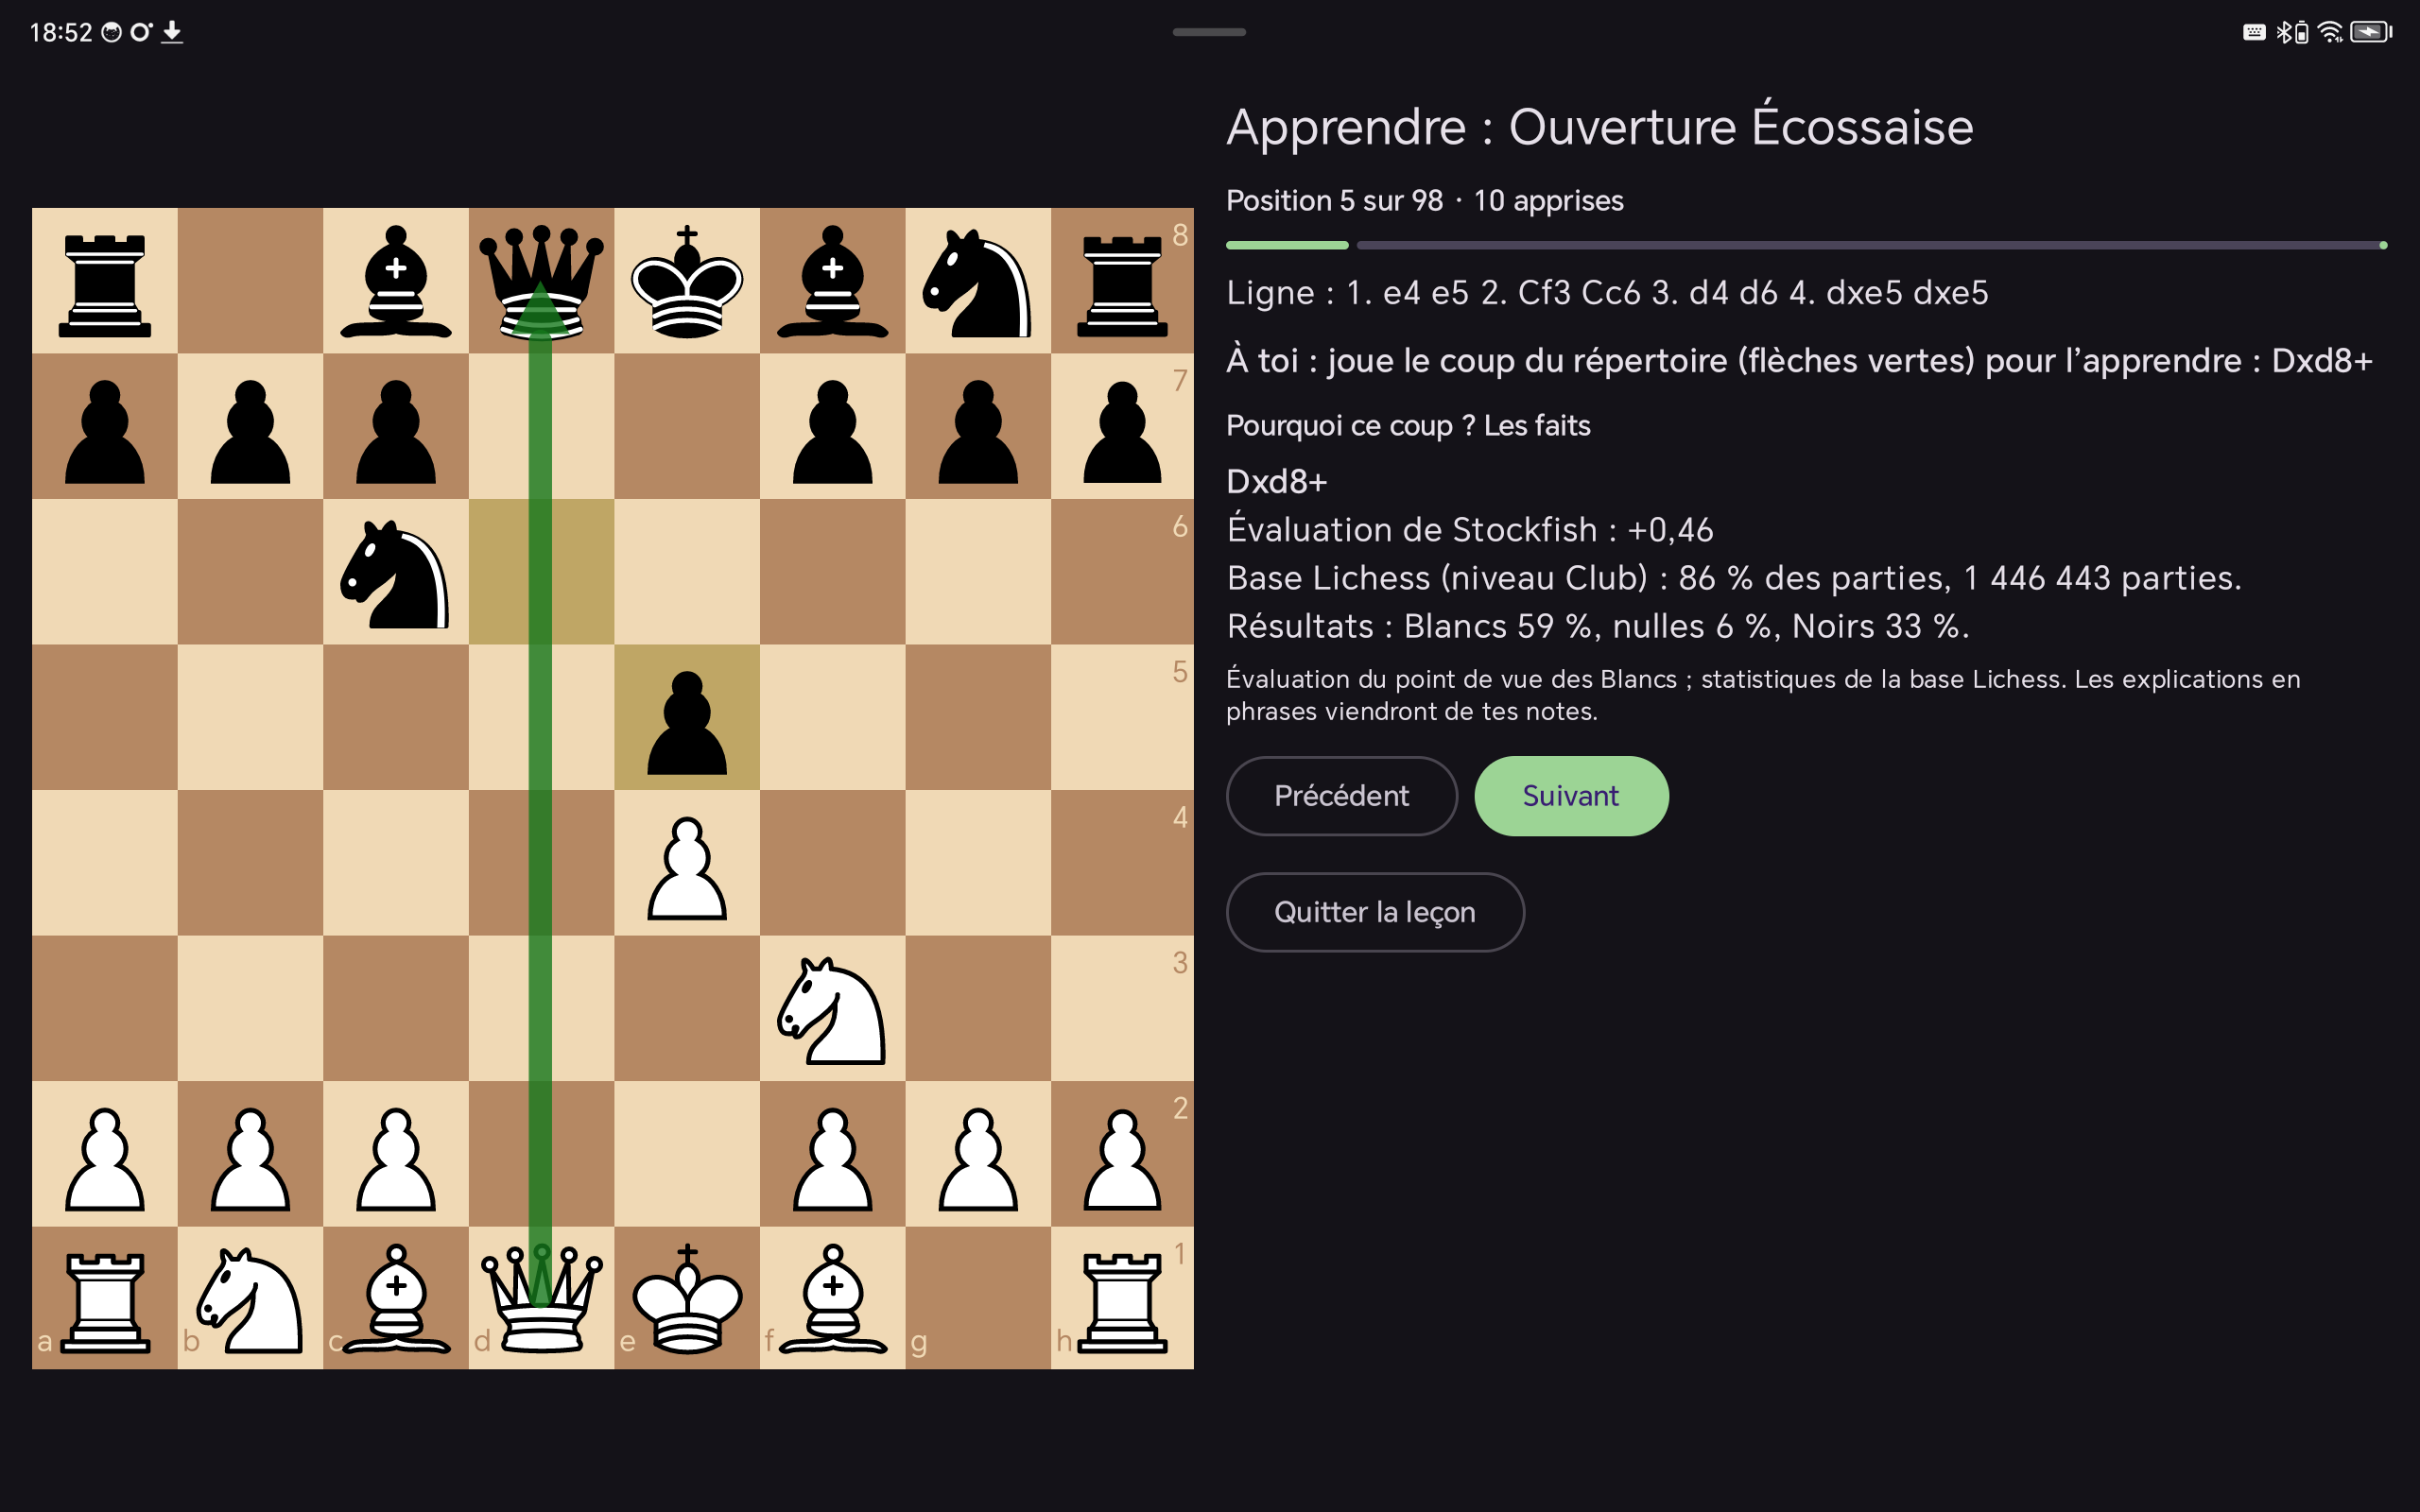 18:52
Apprendre : Ouverture Écossaise
Position 5 sur 98 · 10 apprises
Ligne : 1. e4 e5 2. Cf3 Cc6 3. d4 d6 4. dxe5 dxe5
À toi : joue le coup du répertoire (flèches vertes) pour l’apprendre : Dxd8+
Pourquoi ce coup ? Les faits
Dxd8+
Évaluation de Stockfish : +0,46
Base Lichess (niveau Club) : 86 % des parties, 1 446 443 parties.
Résultats : Blancs 59 %, nulles 6 %, Noirs 33 %.
Évaluation du point de vue des Blancs ; statistiques de la base Lichess. Les explications en
phrases viendront de tes notes.
Précédent Suivant
Quitter la leçon
8
7
6
5
4
3
2
1
a b c d e f g h